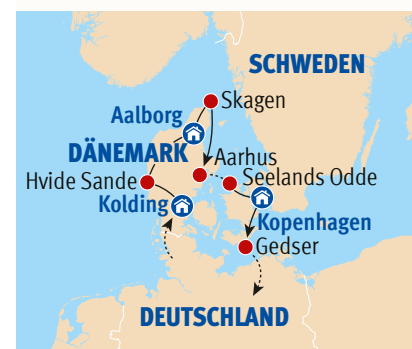 SCHWEDEN
Skagen
Aalborg
DÄNEMARK
Aarhus
Hvide Sande
Seelands Odde
Kolding
Kopenhagen
Gedser
DEUTSCHLAND